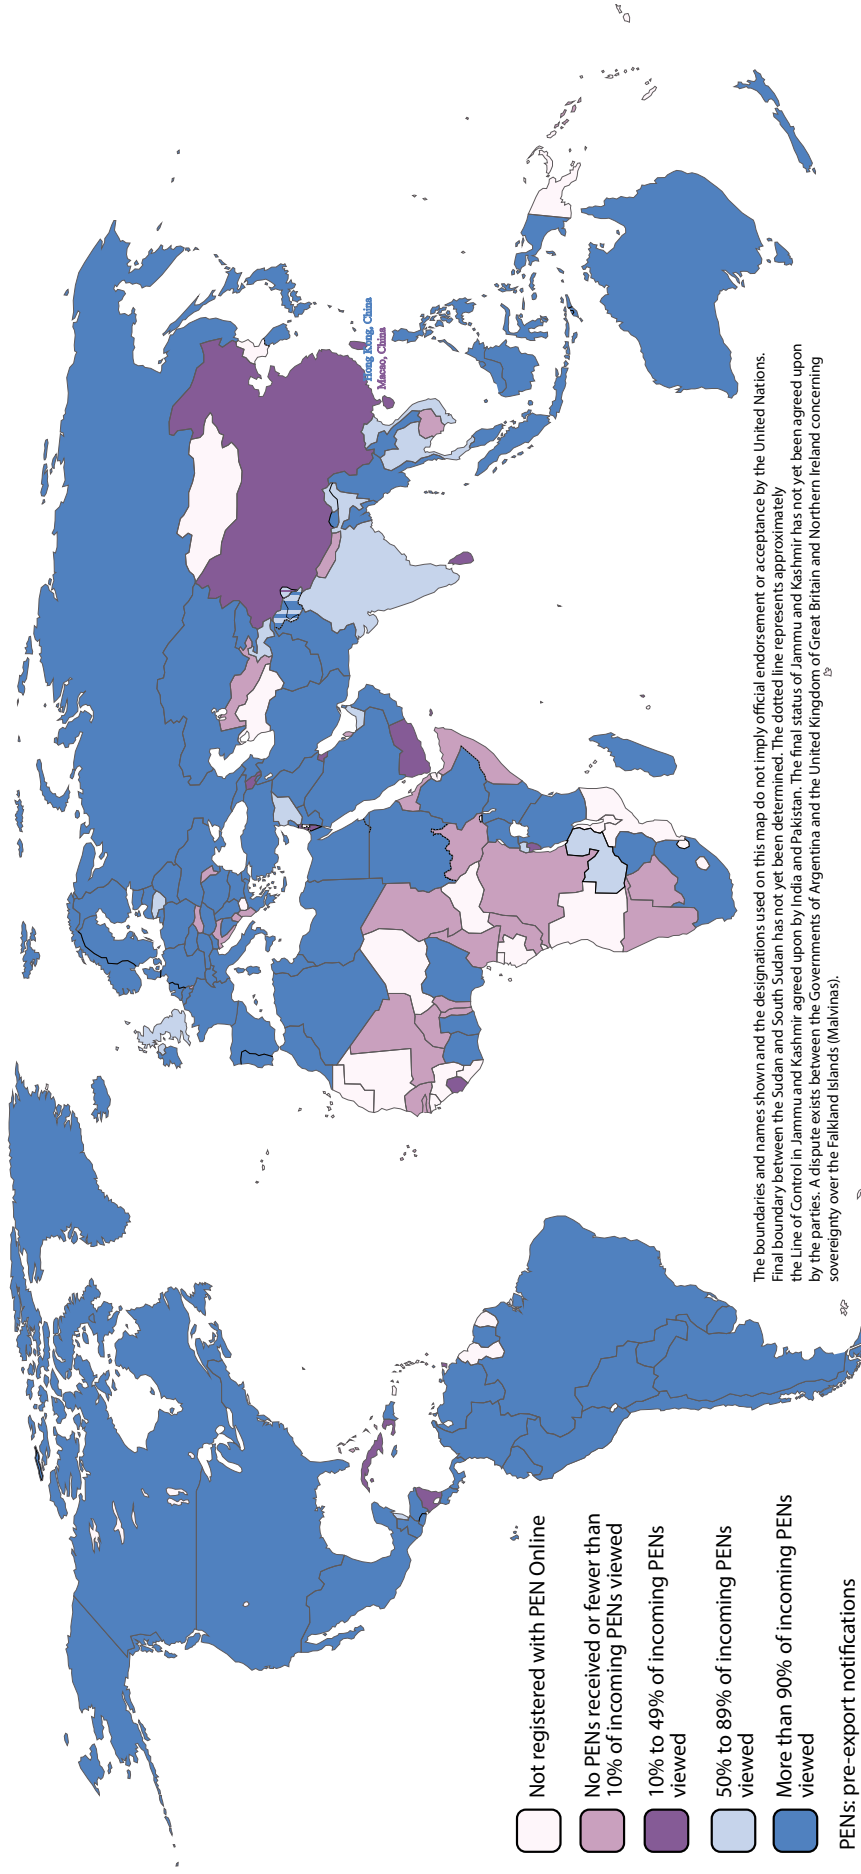 Hong Kong, China
Macao, China
Not registered with PEN Online
No PENs received or fewer than
10% of incoming PENs viewed
10% to 49% of incoming PENs
viewed
50% to 89% of incoming PENs
viewed
More than 90% of incoming PENs
viewed
PENs: pre-export notifications
The boundaries and names shown and the designations used on this map do not imply official endorsement or acceptance by the United Nations.
Final boundary between the Sudan and South Sudan has not yet been determined. The dotted line represents approximately
the Line of Control in Jammu and Kashmir agreed upon by India and Pakistan. The final status of Jammu and Kashmir has not yet been agreed upon
by the parties. A dispute exists between the Governments of Argentina and the United Kingdom of Great Britain and Northern Ireland concerning
sovereignty over the Falkland Islands (Malvinas).